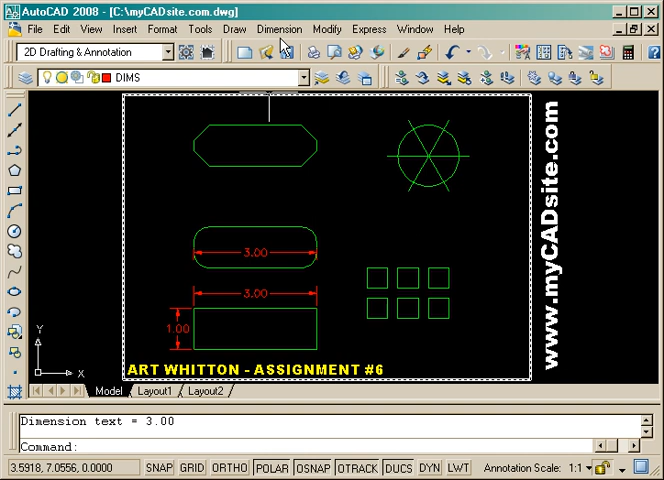 AutoCAD 2008 - [C:\myCADsite.com.dwg]
File Edit View Insert Format Tools Draw Dimension Modify Express Window Help
2D Drafting & Annotation
DIMS
www.myCADsite.com
3.00
3.00
1.00
ART WHITTON - ASSIGNMENT #6
Y
X
Model Layout1 Layout2
Dimension text = 3.00
Command:
3.5918, 7.0556, 0.0000 SNAP GRID ORTHO POLAR OSNAP OTRACK DUCS DYN LWT Annotation Scale: 1:1